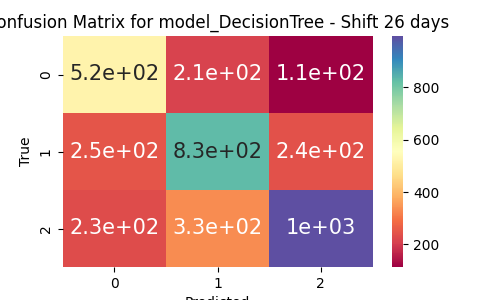 onfusion Matrix for model_DecisionTree - Shift 26 days
0 5.2e+02 2.1e+02 1.1e+02
1 2.5e+02 8.3e+02 2.4e+02
2 2.3e+02 3.3e+02 1e+03
True
0 1 2
Predicted
800
600
400
200